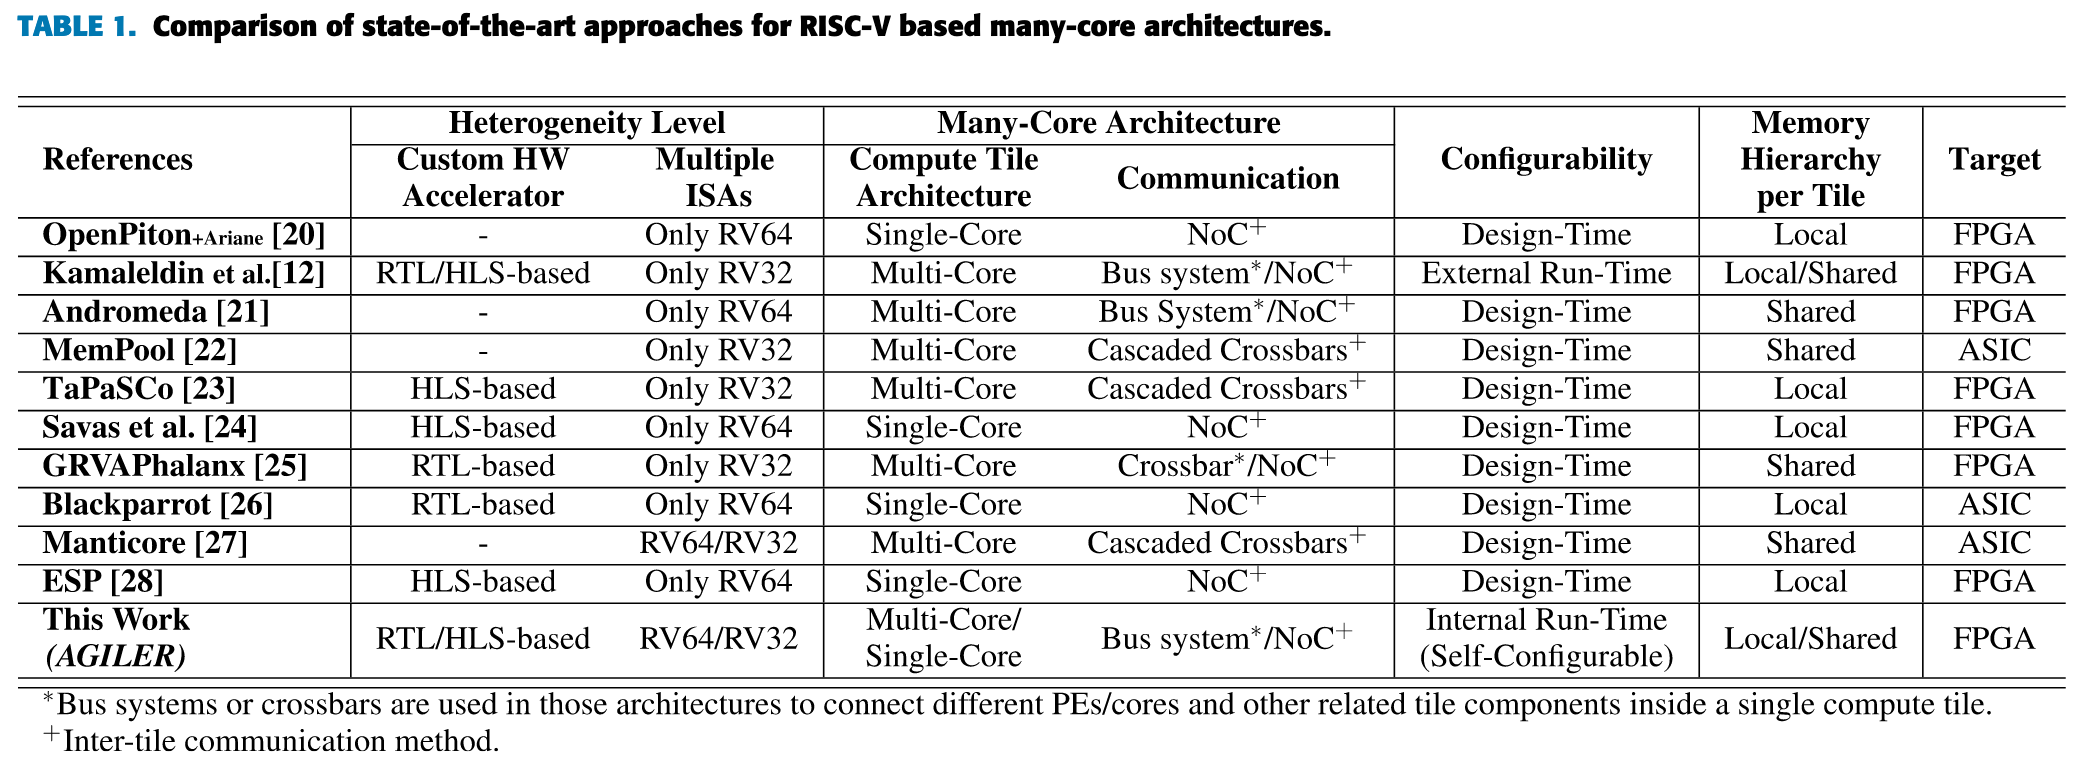 TABLE 1. Comparison of state-of-the-art approaches for RISC-V based many-core architectures.
References Heterogeneity Level Many-Core Architecture Configurability Memory Hierarchy per Tile Target
Custom HW Accelerator Multiple ISAs Compute Tile Architecture Communication
OpenPiton+Ariane [20] - Only RV64 Single-Core NoC+ Design-Time Local FPGA
Kamaleldin et al.[12] RTL/HLS-based Only RV32 Multi-Core Bus system*/NoC+ External Run-Time Local/Shared FPGA
Andromeda [21] - Only RV64 Multi-Core Bus System*/NoC+ Design-Time Shared FPGA
MemPool [22] - Only RV32 Multi-Core Cascaded Crossbars+ Design-Time Shared ASIC
TaPaSCo [23] HLS-based Only RV32 Multi-Core Cascaded Crossbars+ Design-Time Local FPGA
Savas et al. [24] HLS-based Only RV64 Single-Core NoC+ Design-Time Local FPGA
GRVAPhalanx [25] RTL-based Only RV32 Multi-Core Crossbar*/NoC+ Design-Time Shared FPGA
Blackparrot [26] RTL-based Only RV64 Single-Core NoC+ Design-Time Local ASIC
Manticore [27] - RV64/RV32 Multi-Core Cascaded Crossbars+ Design-Time Shared ASIC
ESP [28] HLS-based Only RV64 Single-Core NoC+ Design-Time Local FPGA
This Work (AGILER) RTL/HLS-based RV64/RV32 Multi-Core/ Single-Core Bus system*/NoC+ Internal Run-Time (Self-Configurable) Local/Shared FPGA
*Bus systems or crossbars are used in those architectures to connect different PEs/cores and other related tile components inside a single compute tile.
+Inter-tile communication method.